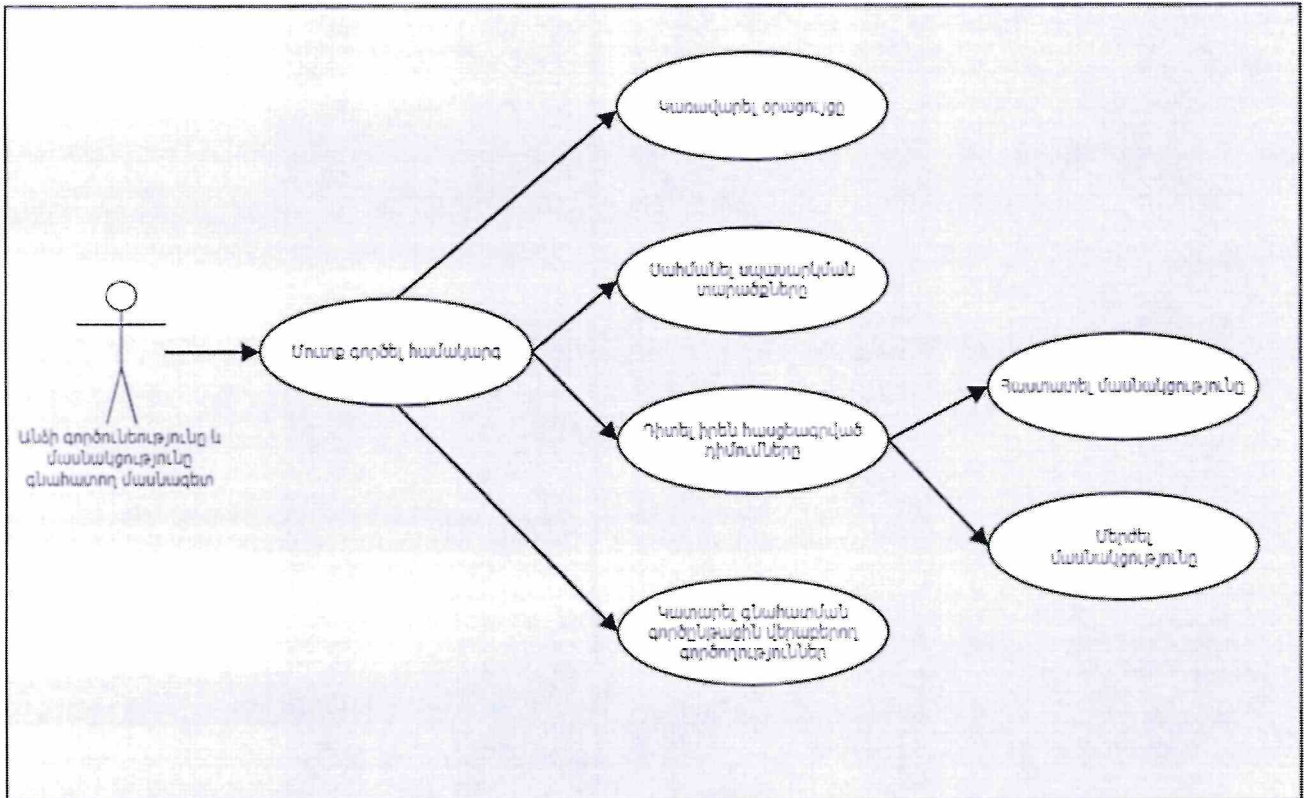 Կառավարել օրացույցը
Սահմանել սպասարկման
տարածքները
Մուտք գործել համակարգ
Հաստատել մասնակցությունը
Դիտել իրեն հասցեագրված
դիմումները
Անձի գործունեությունը և
մասնակցությունը
գնահատող մասնագետ
Մերժել
մասնակցությունը
Կատարել գնահատման
գործընթացին վերաբերող
գործողություններ